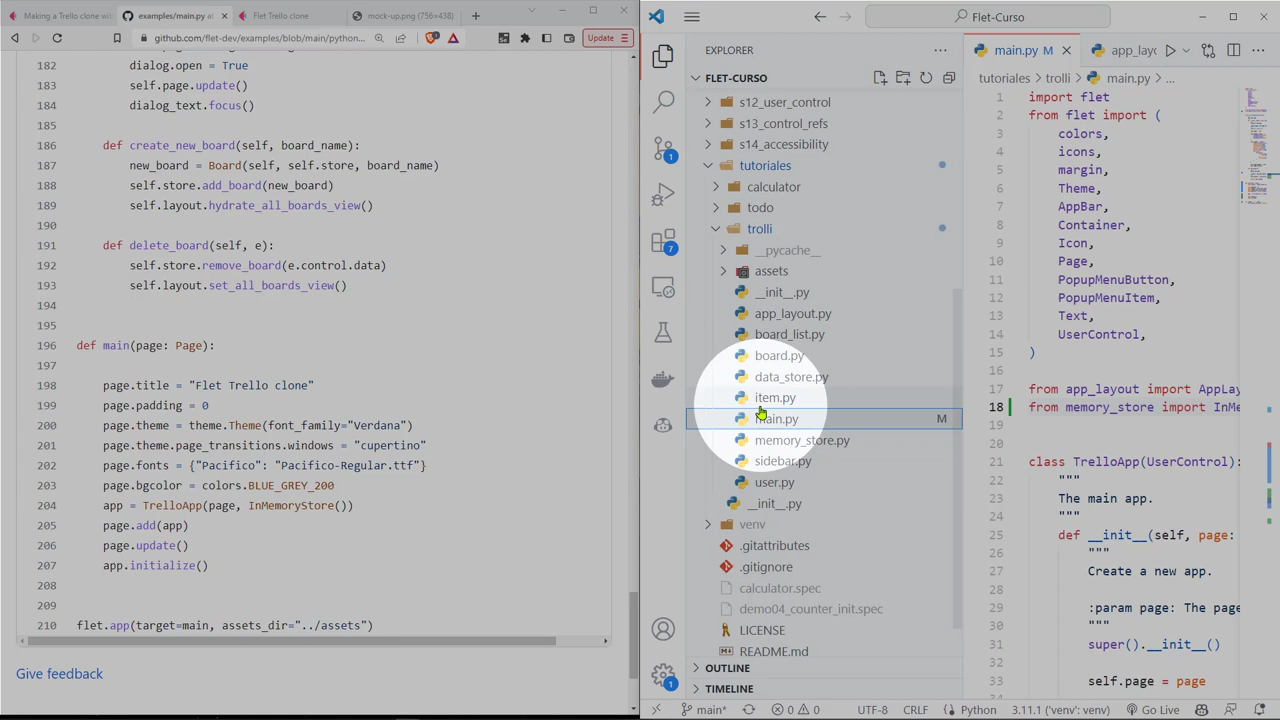 Making a Trello clone with
examples/main.py at
Flet Trello clone
mock-up.png (756×438)
github.com/flet-dev/examples/blob/main/python
Update
182 dialog.open = True
183 self.page.update()
184 dialog_text.focus()
185
186 def create_new_board(self, board_name):
187 new_board = Board(self, self.store, board_name)
188 self.store.add_board(new_board)
189 self.layout.hydrate_all_boards_view()
190
191 def delete_board(self, e):
192 self.store.remove_board(e.control.data)
193 self.layout.set_all_boards_view()
194
195
196 def main(page: Page):
197
198 page.title = "Flet Trello clone"
199 page.padding = 0
200 page.theme = theme.Theme(font_family="Verdana")
201 page.theme.page_transitions.windows = "cupertino"
202 page.fonts = {"Pacifico": "Pacifico-Regular.ttf"}
203 page.bgcolor = colors.BLUE_GREY_200
204 app = TrelloApp(page, InMemoryStore())
205 page.add(app)
206 page.update()
207 app.initialize()
208
209
210 flet.app(target=main, assets_dir="../assets")
Give feedback
Flet-Curso
EXPLORER
FLET-CURSO
s12_user_control
s13_control_refs
s14_accessibility
tutoriales
calculator
todo
trolli
__pycache__
assets
__init__.py
app_layout.py
board_list.py
board.py
data_store.py
item.py
main.py M
memory_store.py
sidebar.py
user.py
__init__.py
venv
.gitattributes
.gitignore
calculator.spec
demo04_counter_init.spec
LICENSE
README.md
OUTLINE
TIMELINE
1
7
1
main.py M
app_layo
tutoriales > trolli > main.py > ...
1 import flet
2 from flet import (
3 colors,
4 icons,
5 margin,
6 Theme,
7 AppBar,
8 Container,
9 Icon,
10 Page,
11 PopupMenuButton,
12 PopupMenuItem,
13 Text,
14 UserControl,
15 )
16
17 from app_layout import AppLay
18 from memory_store import InMe
19
20
21 class TrelloApp(UserControl):
22 """
23 The main app.
24 """
25 def __init__(self, page:
26 """
27 Create a new app.
28
29 :param page: The page
30 """
31 super().__init__()
32
33 self.page = page
34
main* 0 0 UTF-8 CRLF Python 3.11.1 ('venv': venv) Go Live